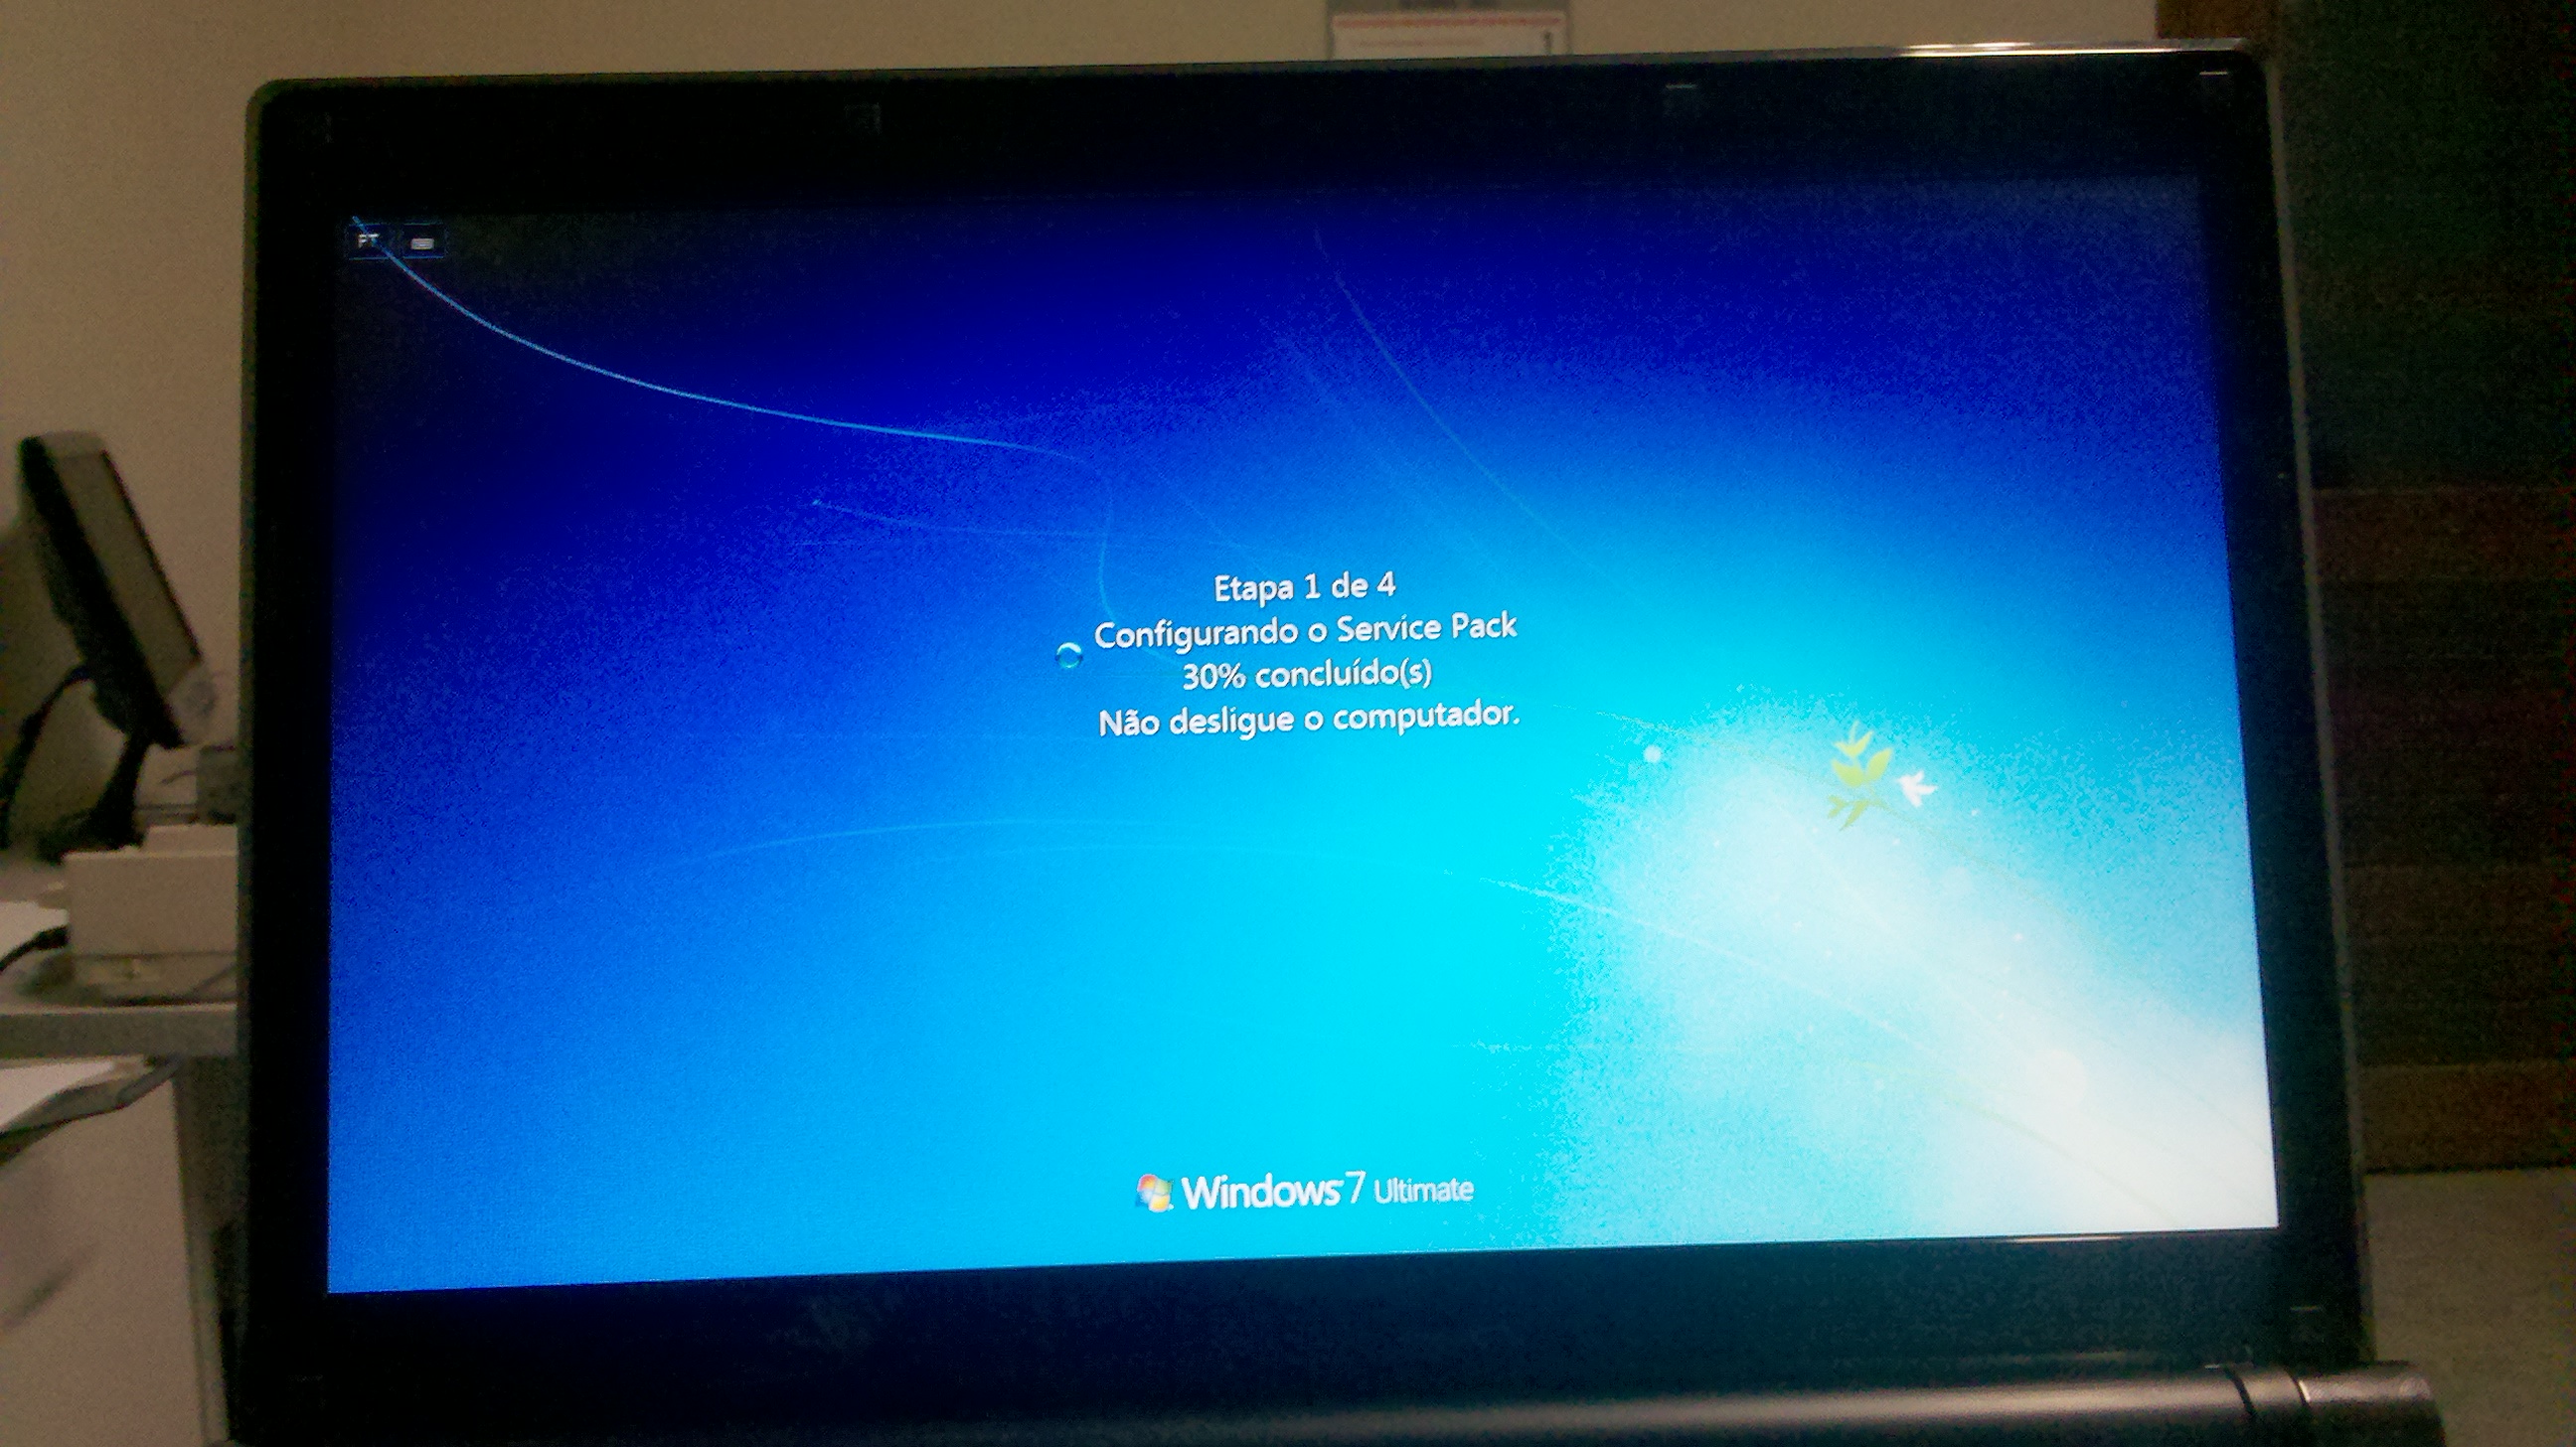 PT
Etapa 1 de 4
Configurando o Service Pack
30% concluído(s)
Não desligue o computador.
Windows 7 Ultimate